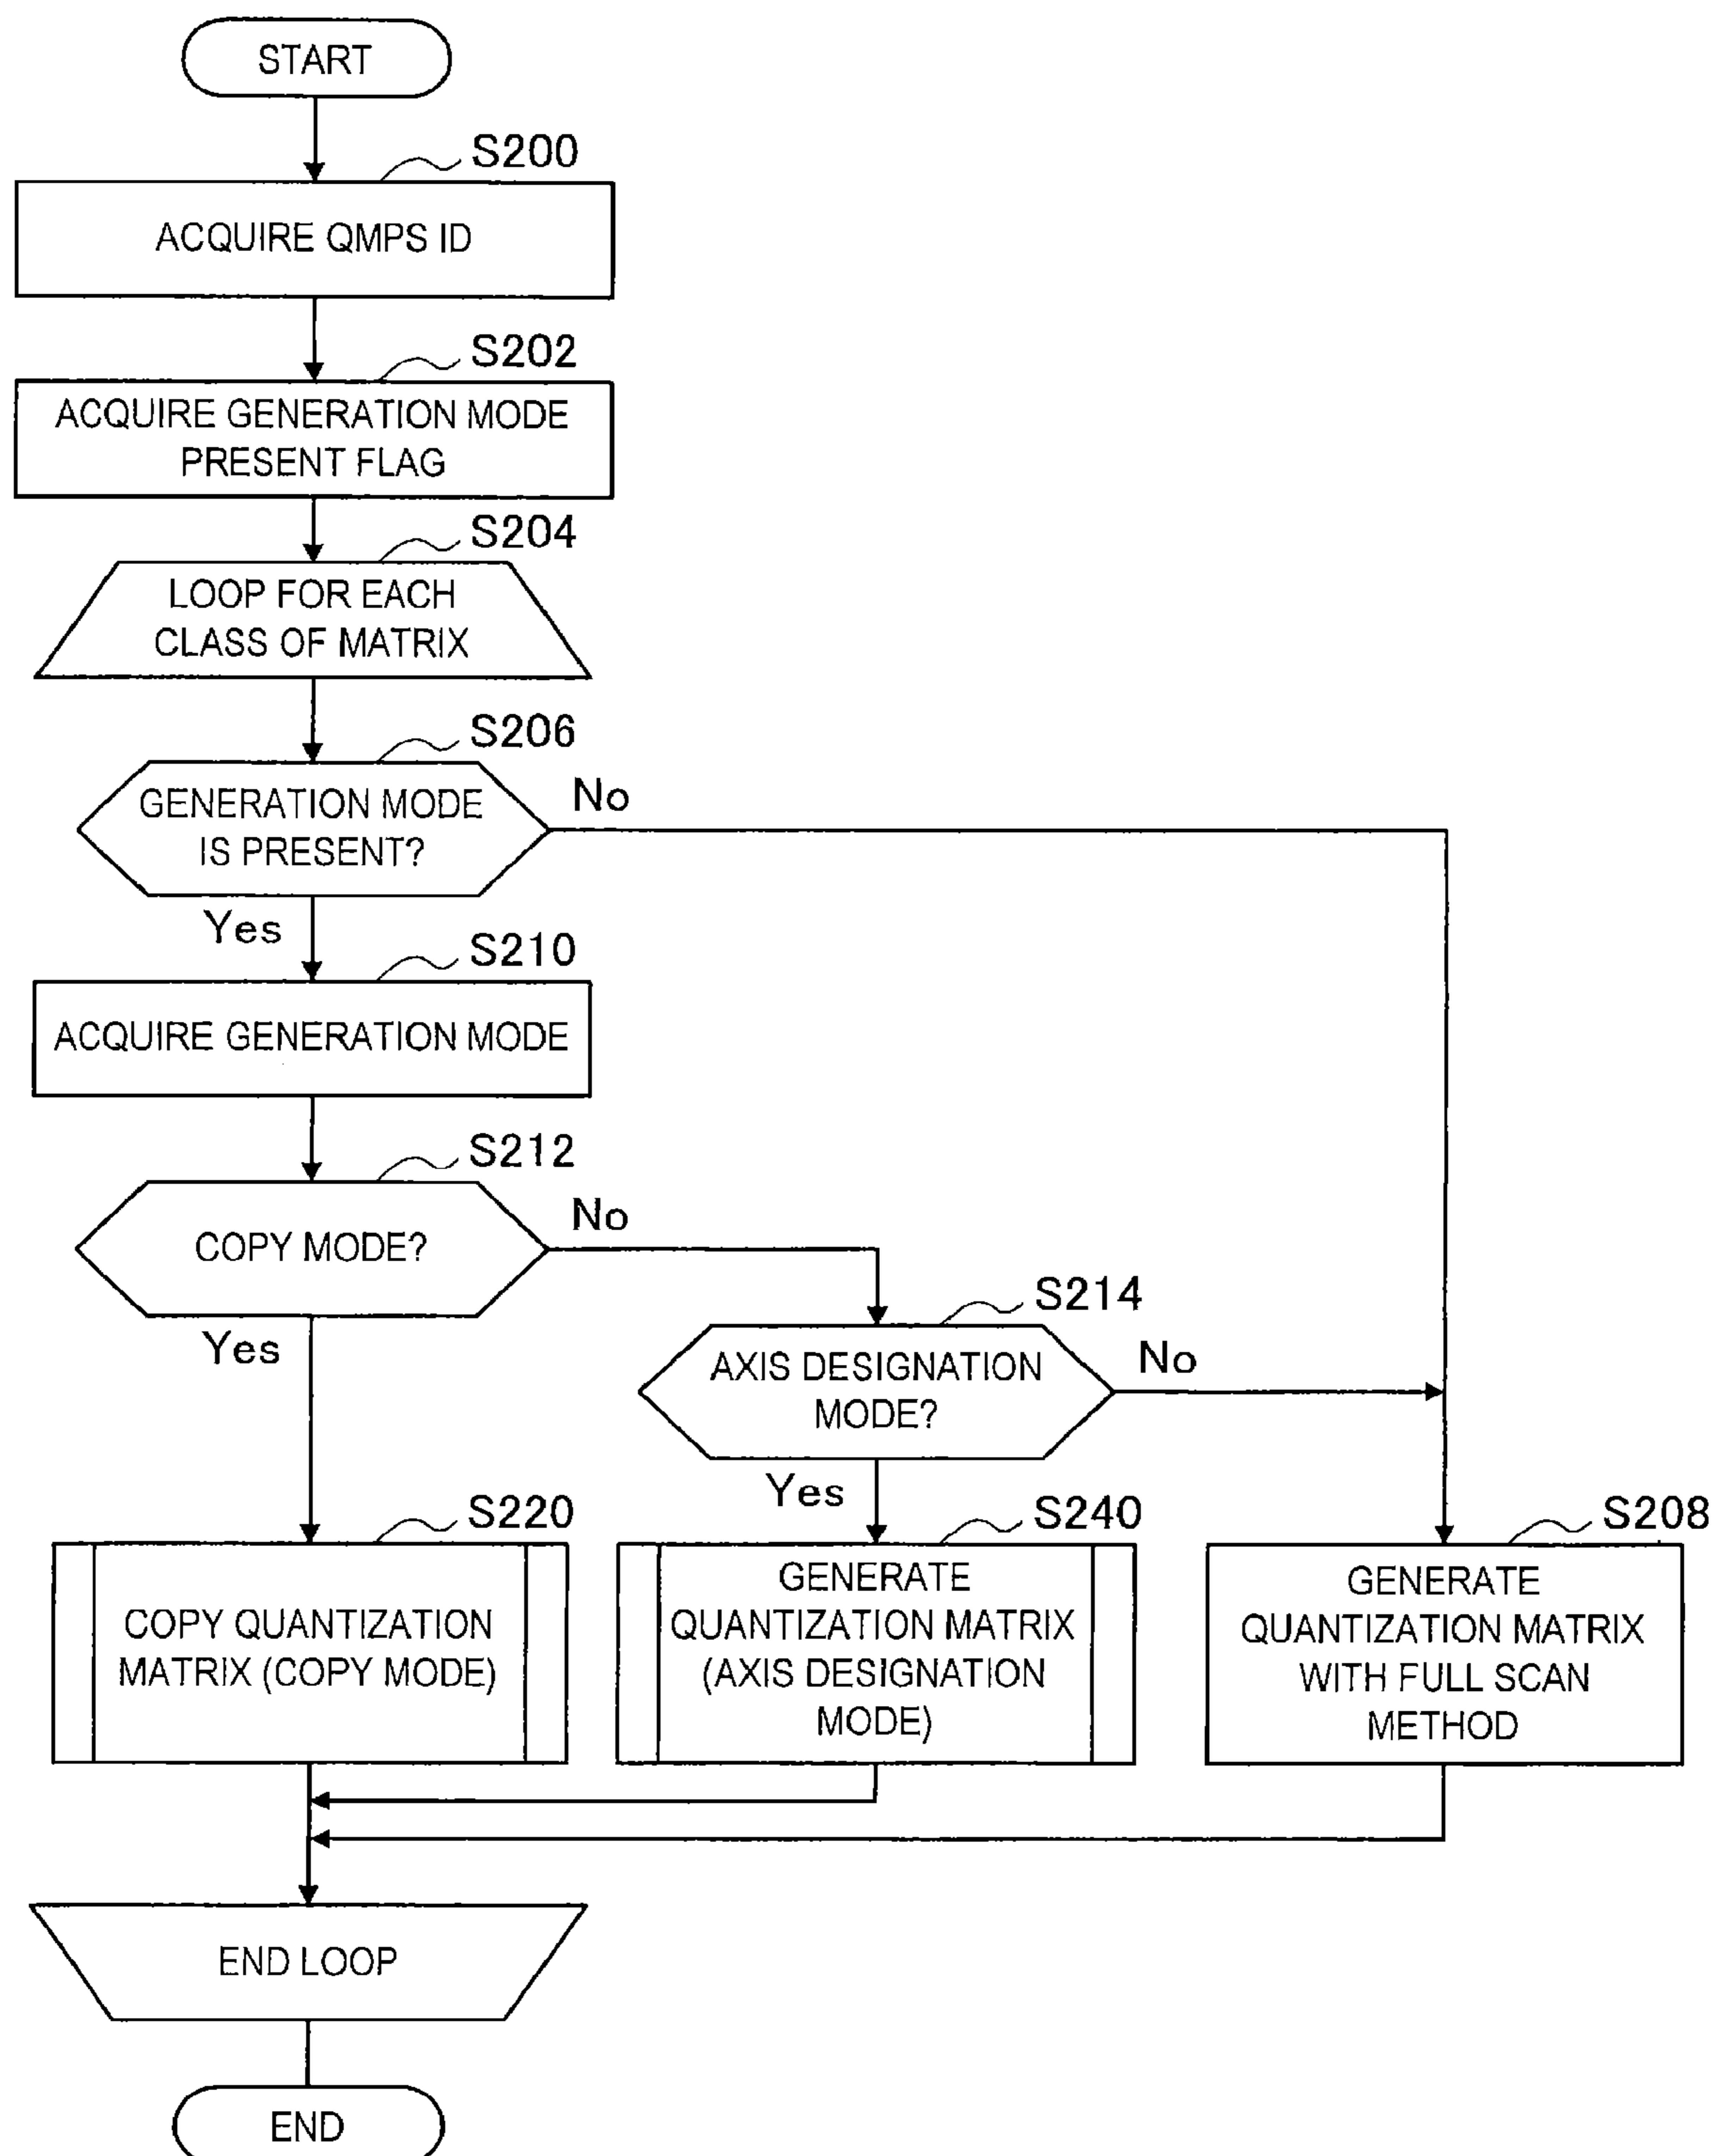 START
S200
ACQUIRE QMPS ID
S202
ACQUIRE GENERATION MODE
PRESENT FLAG
S204
LOOP FOR EACH
CLASS OF MATRIX
S206
GENERATION MODE
IS PRESENT?
No
Yes
S210
ACQUIRE GENERATION MODE
S212
COPY MODE?
No
Yes
S214
AXIS DESIGNATION
MODE?
No
Yes
S220
COPY QUANTIZATION
MATRIX (COPY MODE)
S240
GENERATE
QUANTIZATION MATRIX
(AXIS DESIGNATION
MODE)
S208
GENERATE
QUANTIZATION MATRIX
WITH FULL SCAN
METHOD
END LOOP
END